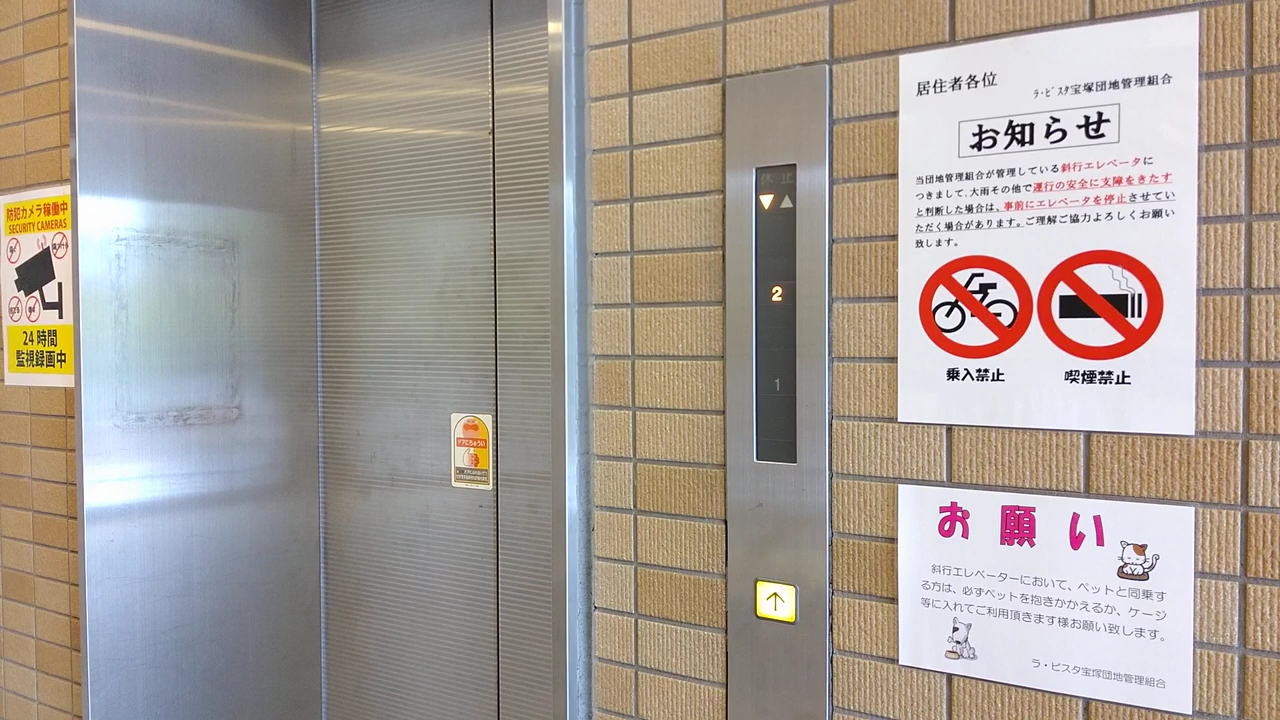 防犯カメラ稼働中
SECURITY CAMERAS
24時間
監視録画中
ドアにちゅうい
休止
2
1
居住者各位
ラ・ビスタ宝塚団地管理組合
お知らせ
当団地管理組合が管理している斜行エレベータに
つきまして、大雨その他で運行の安全に支障をきたす
と判断した場合は、事前にエレベータを停止させてい
ただく場合があります。ご理解ご協力よろしくお願い
致します。
乗入禁止
喫煙禁止
お願い
斜行エレベーターにおいて、ペットと同乗す
る方は、必ずペットを抱きかかえるか、ケージ
等に入れてご利用頂きます様お願い致します。
ラ・ビスタ宝塚団地管理組合